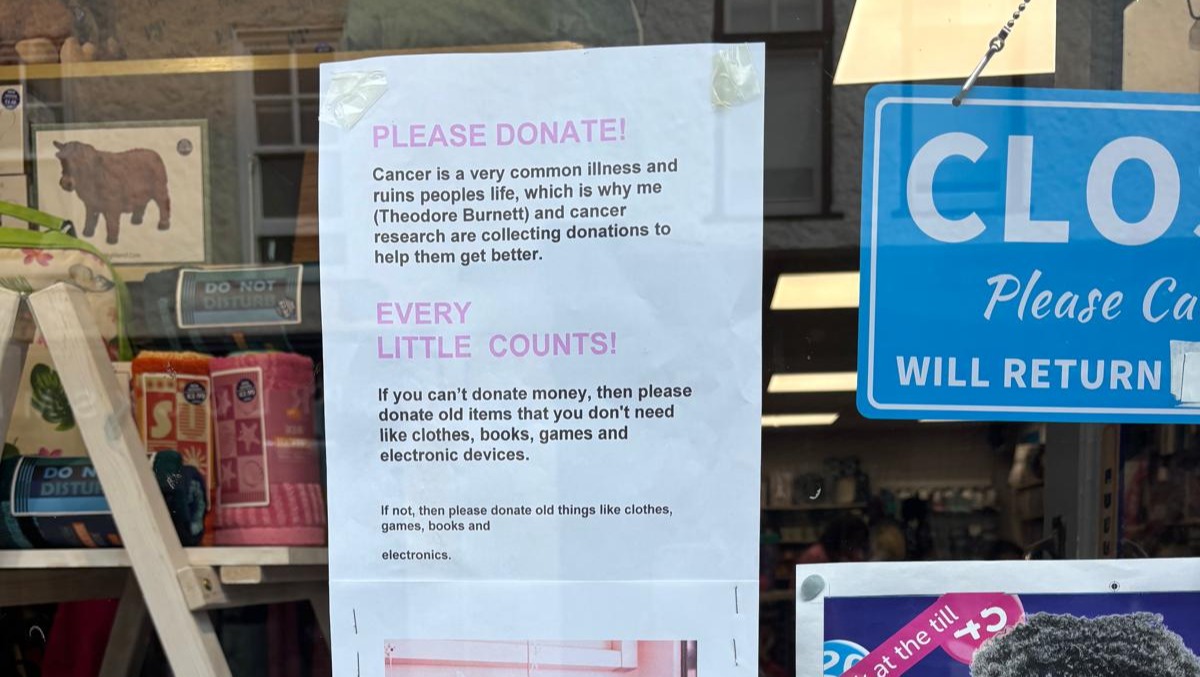 PLEASE DONATE!
Cancer is a very common illness and
ruins peoples life, which is why me
(Theodore Burnett) and cancer
research are collecting donations to
help them get better.
EVERY
LITTLE COUNTS!
If you can't donate money, then please
donate old items that you don't need
like clothes, books, games and
electronic devices.
If not, then please donate old things like clothes,
games, books and
electronics.
CLO
Please Ca
WILL RETURN
DO NOT
DISTURB
SU
DO N
DISTU
at the till